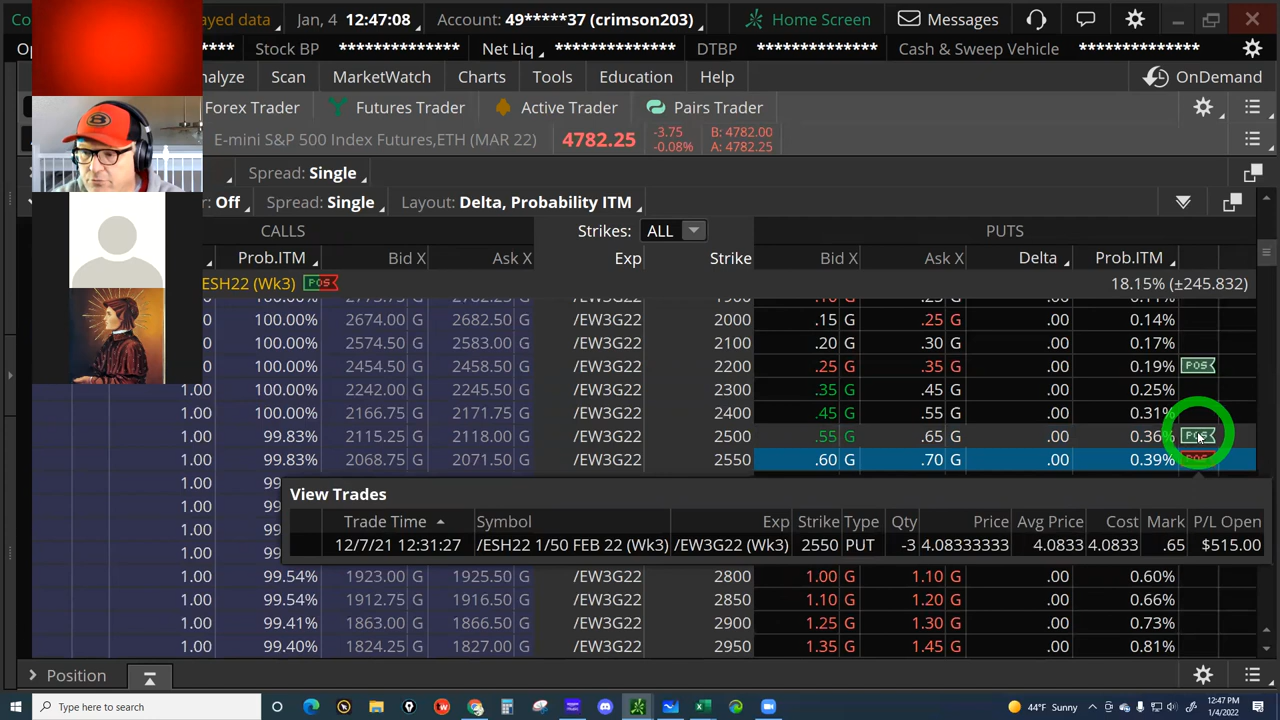 Co
ayed data
Jan, 4 12:47:08
Account: 49*****37 (crimson203)
Home Screen
Messages
Op
****
Stock BP
****************
Net Liq
****************
DTBP
****************
Cash & Sweep Vehicle
****************
alyze
Scan
MarketWatch
Charts
Tools
Education
Help
OnDemand
Forex Trader
Futures Trader
Active Trader
Pairs Trader
E-mini S&P 500 Index Futures,ETH (MAR 22)
4782.25
-3.75
-0.08%
B: 4782.00
A: 4782.25
Spread: Single
r: Off
Spread: Single
Layout: Delta, Probability ITM
CALLS
Strikes: ALL
PUTS
Prob.ITM Bid X Ask X Exp Strike Bid X Ask X Delta Prob.ITM
ESH22 (Wk3) POS 18.15% (±245.832)
100.00% 2674.00 G 2682.50 G /EW3G22 2000 .15 G .25 G .00 0.14%
100.00% 2574.50 G 2583.00 G /EW3G22 2100 .20 G .30 G .00 0.17%
100.00% 2454.50 G 2458.50 G /EW3G22 2200 .25 G .35 G .00 0.19% POS
1.00 100.00% 2242.00 G 2245.50 G /EW3G22 2300 .35 G .45 G .00 0.25%
1.00 100.00% 2166.75 G 2171.75 G /EW3G22 2400 .45 G .55 G .00 0.31%
1.00 99.83% 2115.25 G 2118.00 G /EW3G22 2500 .55 G .65 G .00 0.36% POS
1.00 99.83% 2068.75 G 2071.50 G /EW3G22 2550 .60 G .70 G .00 0.39% POS
1.00 99
View Trades
1.00 99
Trade Time Symbol Exp Strike Type Qty Price Avg Price Cost Mark P/L Open
1.00 99
12/7/21 12:31:27 /ESH22 1/50 FEB 22 (Wk3) /EW3G22 (Wk3) 2550 PUT -3 4.08333333 4.0833 4.0833 .65 $515.00
1.00 99
1.00 99.54% 1923.00 G 1925.50 G /EW3G22 2800 1.00 G 1.10 G .00 0.60%
1.00 99.54% 1912.75 G 1916.50 G /EW3G22 2850 1.10 G 1.20 G .00 0.66%
1.00 99.41% 1863.00 G 1866.50 G /EW3G22 2900 1.25 G 1.30 G .00 0.73%
1.00 99.40% 1824.25 G 1827.00 G /EW3G22 2950 1.35 G 1.45 G .00 0.81%
Position
Type here to search
44°F Sunny
12:47 PM
1/4/2022